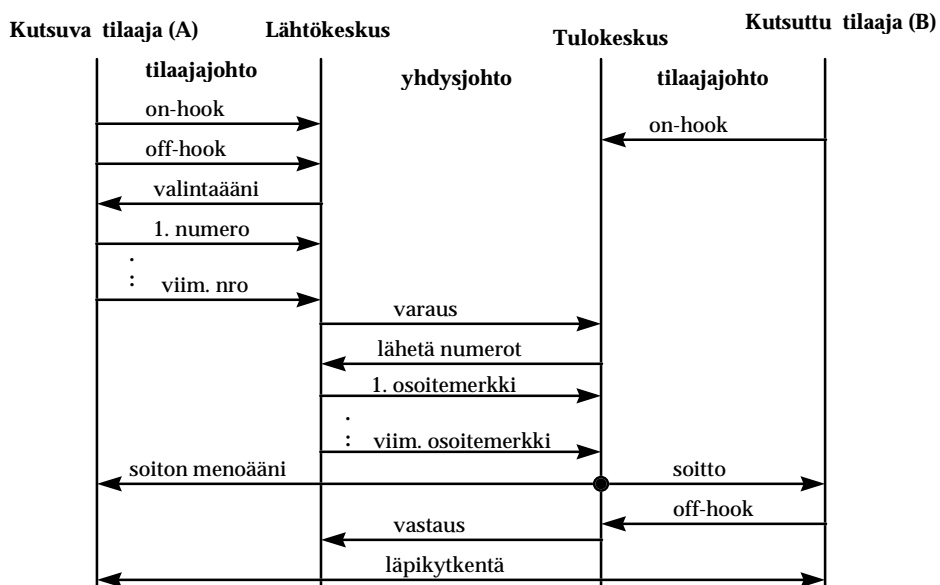 Kutsuva tilaaja (A)
Lähtökeskus
Tulokeskus
Kutsuttu tilaaja (B)
tilaajajohto
yhdysjohto
tilaajajohto
on-hook
on-hook
off-hook
valintaääni
1. numero
:
:
viim. nro
varaus
lähetä numerot
1. osoitemerkki
:
:
viim. osoitemerkki
soiton menoääni
soitto
off-hook
vastaus
läpikytkentä